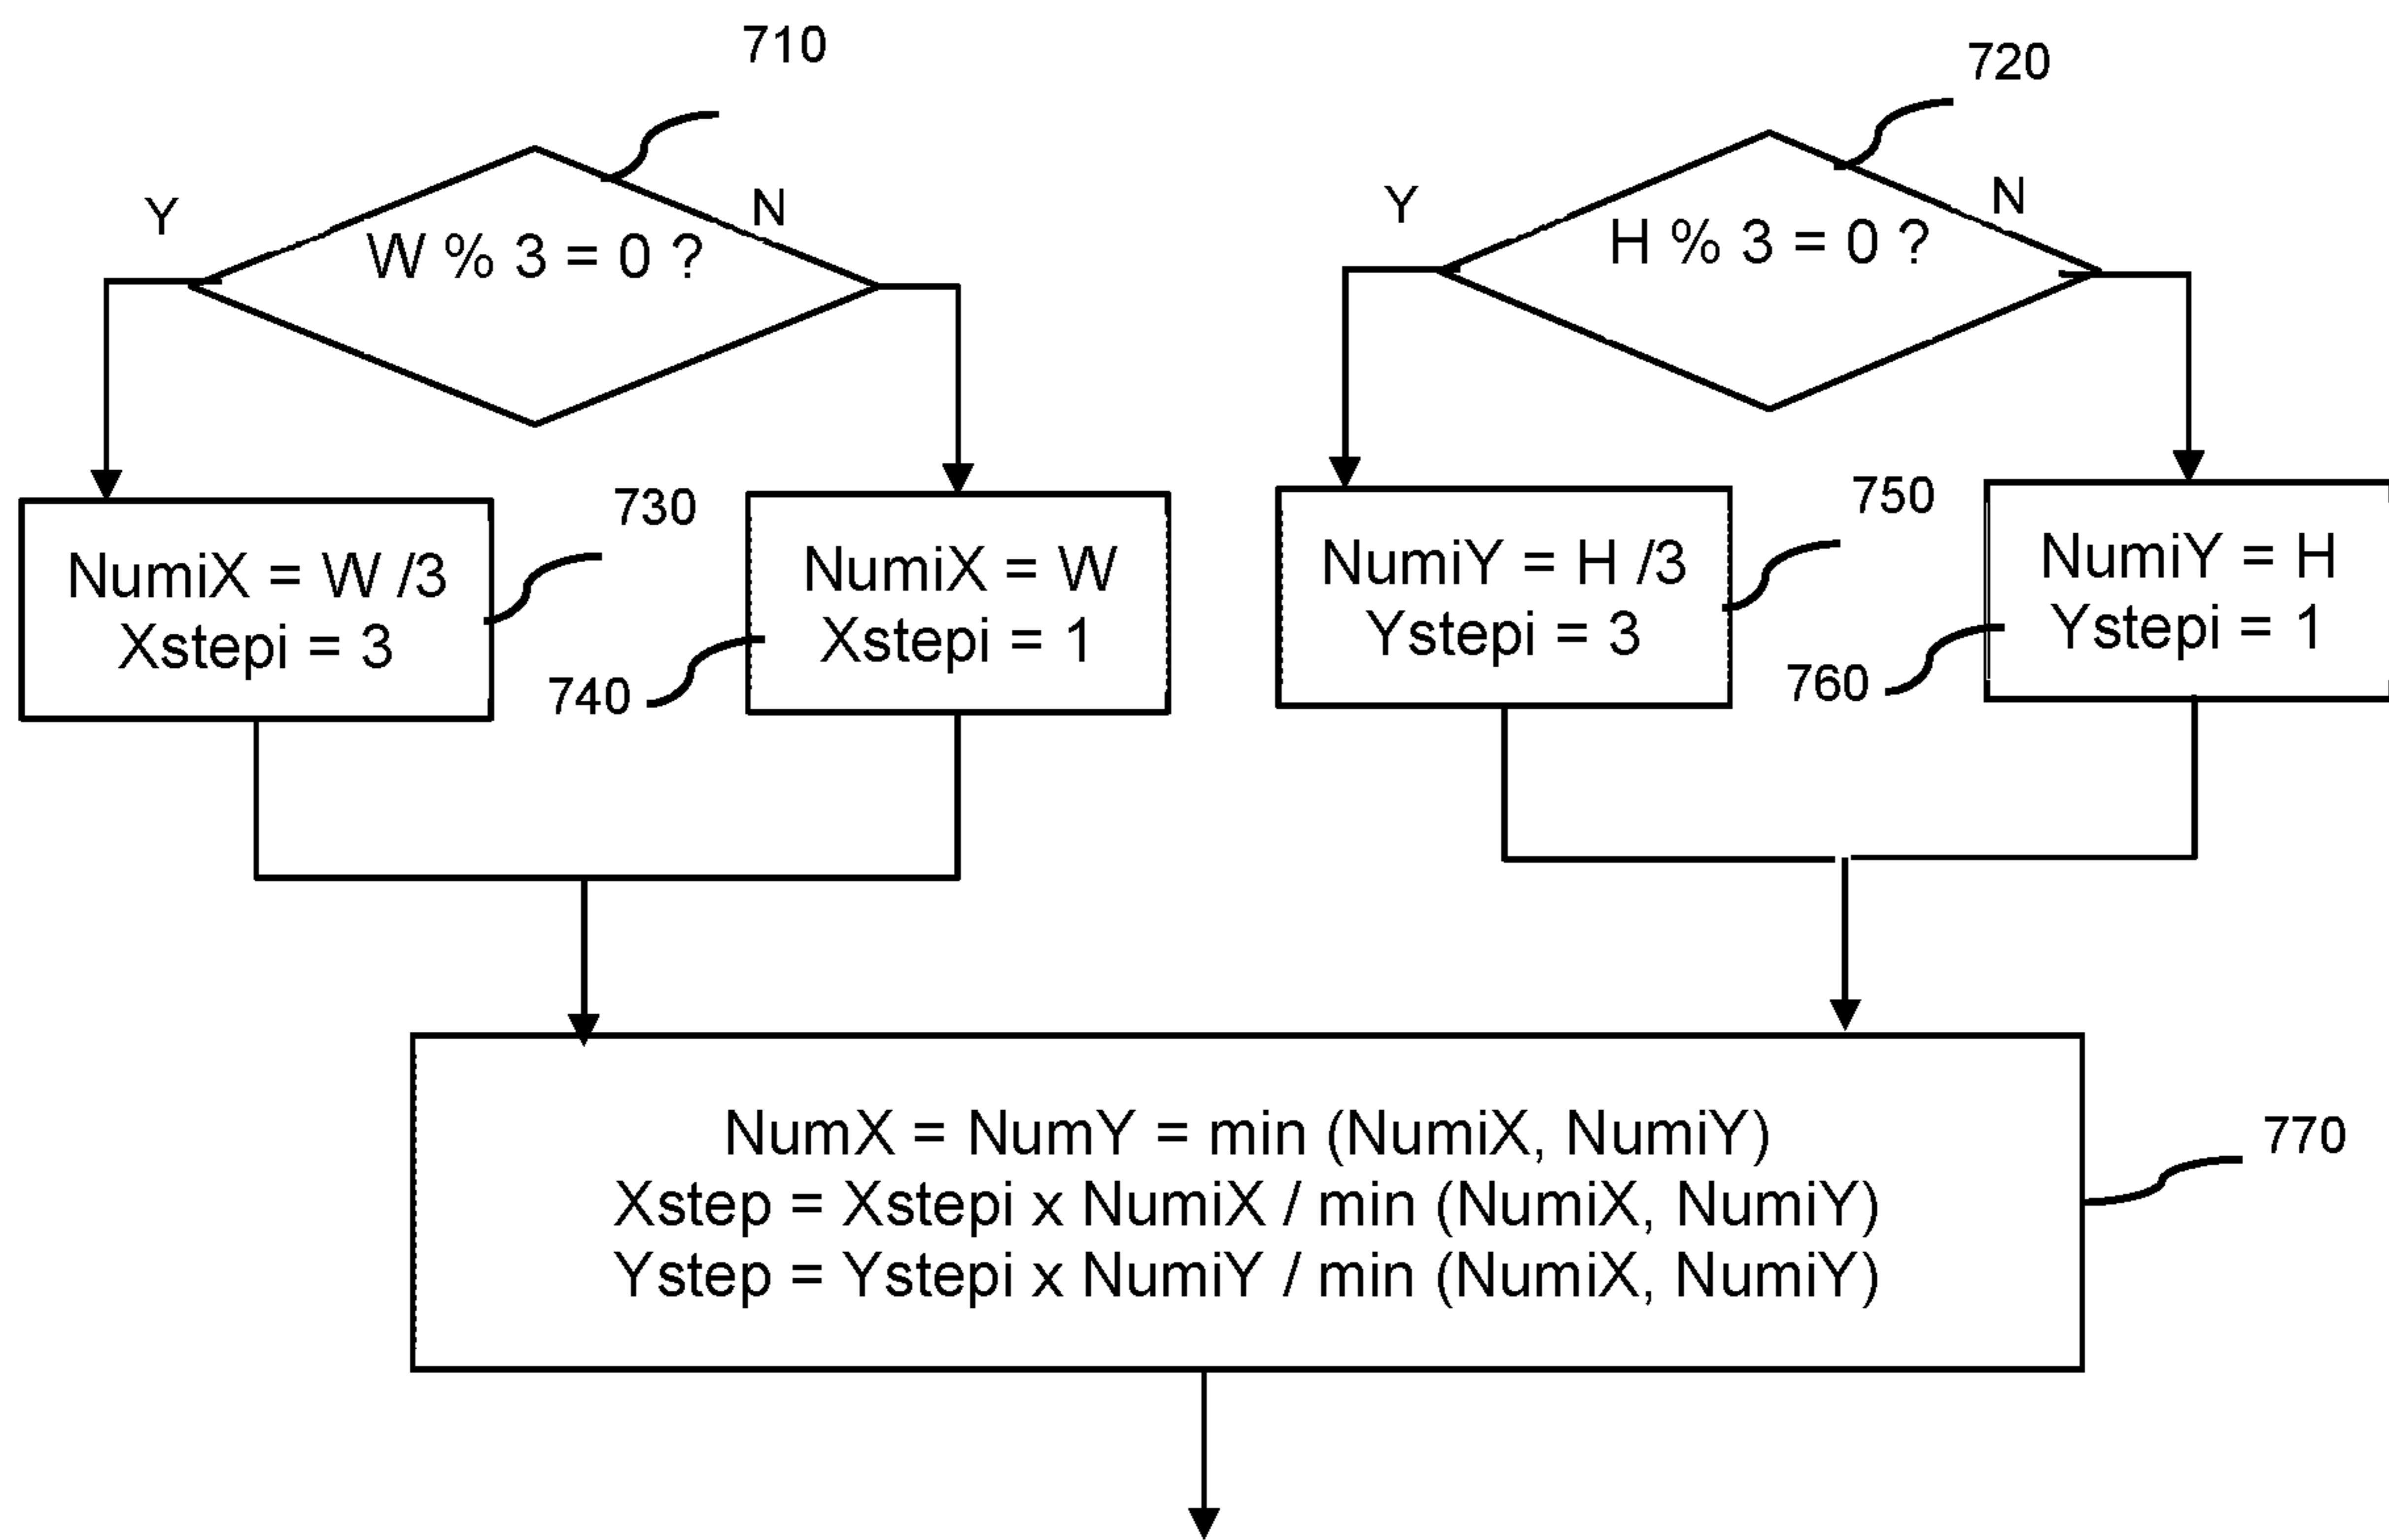 710
720
Y
N
W % 3 = 0 ?
Y
N
H % 3 = 0 ?
730
NumiX = W /3
Xstepi = 3
740
NumiX = W
Xstepi = 1
750
NumiY = H /3
Ystepi = 3
760
NumiY = H
Ystepi = 1
NumX = NumY = min (NumiX, NumiY)
Xstep = Xstepi x NumiX / min (NumiX, NumiY)
Ystep = Ystepi x NumiY / min (NumiX, NumiY)
770